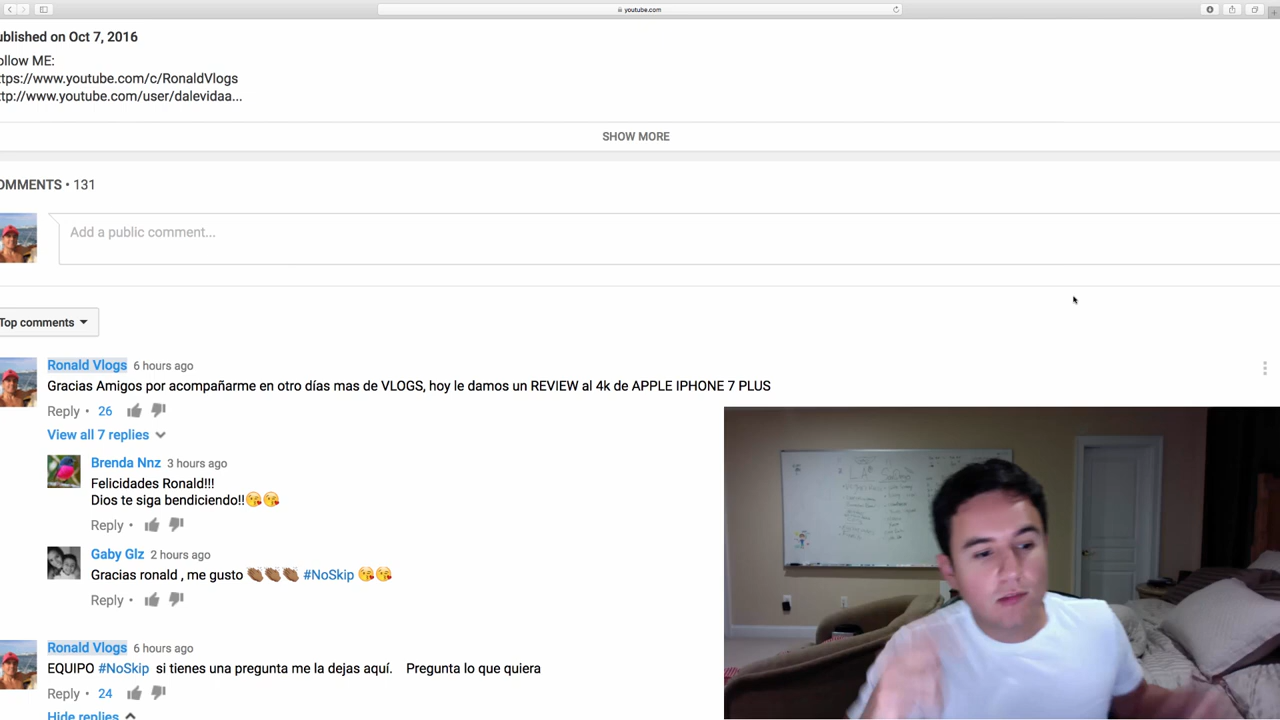 youtube.com
ublished on Oct 7, 2016
ollow ME:
ttps://www.youtube.com/c/RonaldVlogs
ttp://www.youtube.com/user/dalevidaa...
SHOW MORE
OMMENTS • 131
Add a public comment...
Top comments
Ronald Vlogs 6 hours ago
Gracias Amigos por acompañarme en otro días mas de VLOGS, hoy le damos un REVIEW al 4k de APPLE IPHONE 7 PLUS
Reply • 26
View all 7 replies
Brenda Nnz 3 hours ago
Felicidades Ronald!!!
Dios te siga bendiciendo!!😘😘
Reply •
Gaby Glz 2 hours ago
Gracias ronald , me gusto 👏🏾👏🏾👏🏾 #NoSkip 😘😘
Reply •
Ronald Vlogs 6 hours ago
EQUIPO #NoSkip si tienes una pregunta me la dejas aquí. Pregunta lo que quiera
Reply • 24
Hide replies